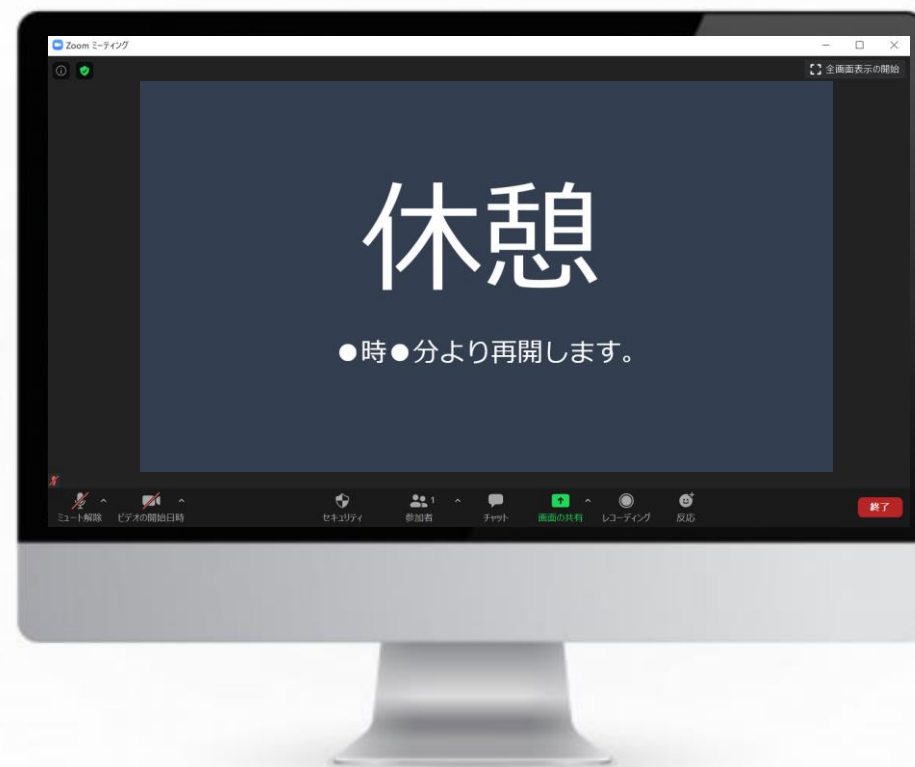 Zoom ミーティング
全画面表示の開始
休憩
●時●分より再開します。
ミュート解除 ビデオの開始日時 セキュリティ 参加者 1 チャット 画面の共有 レコーディング 反応 終了